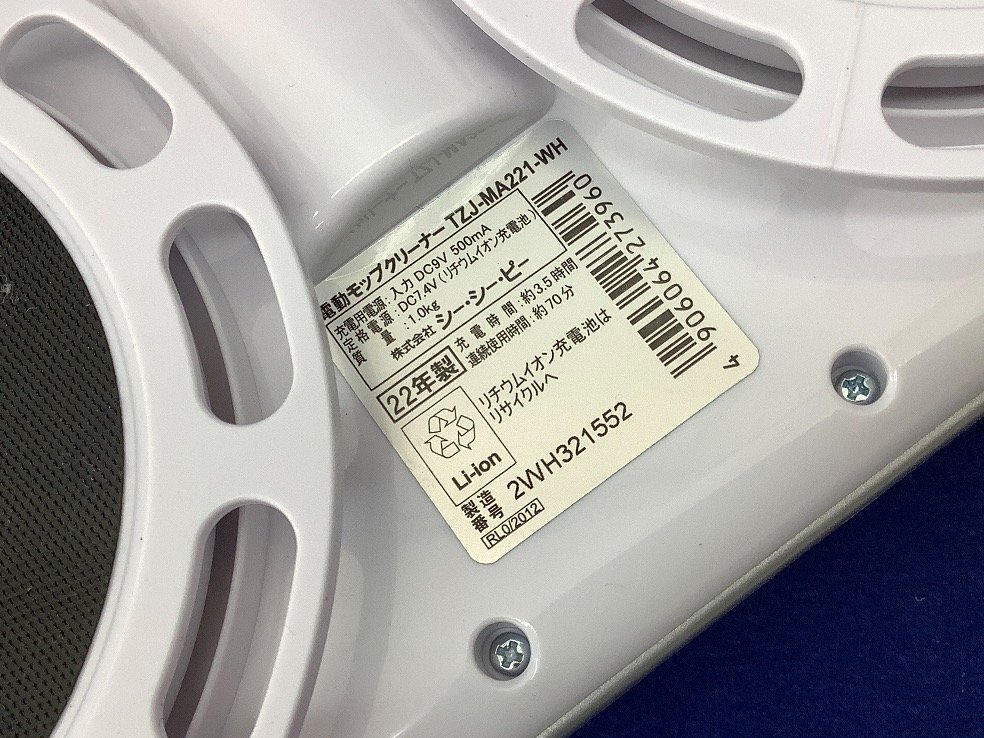 電動モップクリーナー TZJ-MA221-WH
充電用電源:入力 DC9V 500mA
定格電源:DC7.4V(リチウムイオン充電池)
質量:1.0kg
株式会社 シー・シー・ピー
22年製
充電時間:約3.5時間
連続使用時間:約70分
Li-ion
リチウムイオン充電池は
リサイクルへ
製造番号 2WH321552
RL0/2012
4 906064 273960